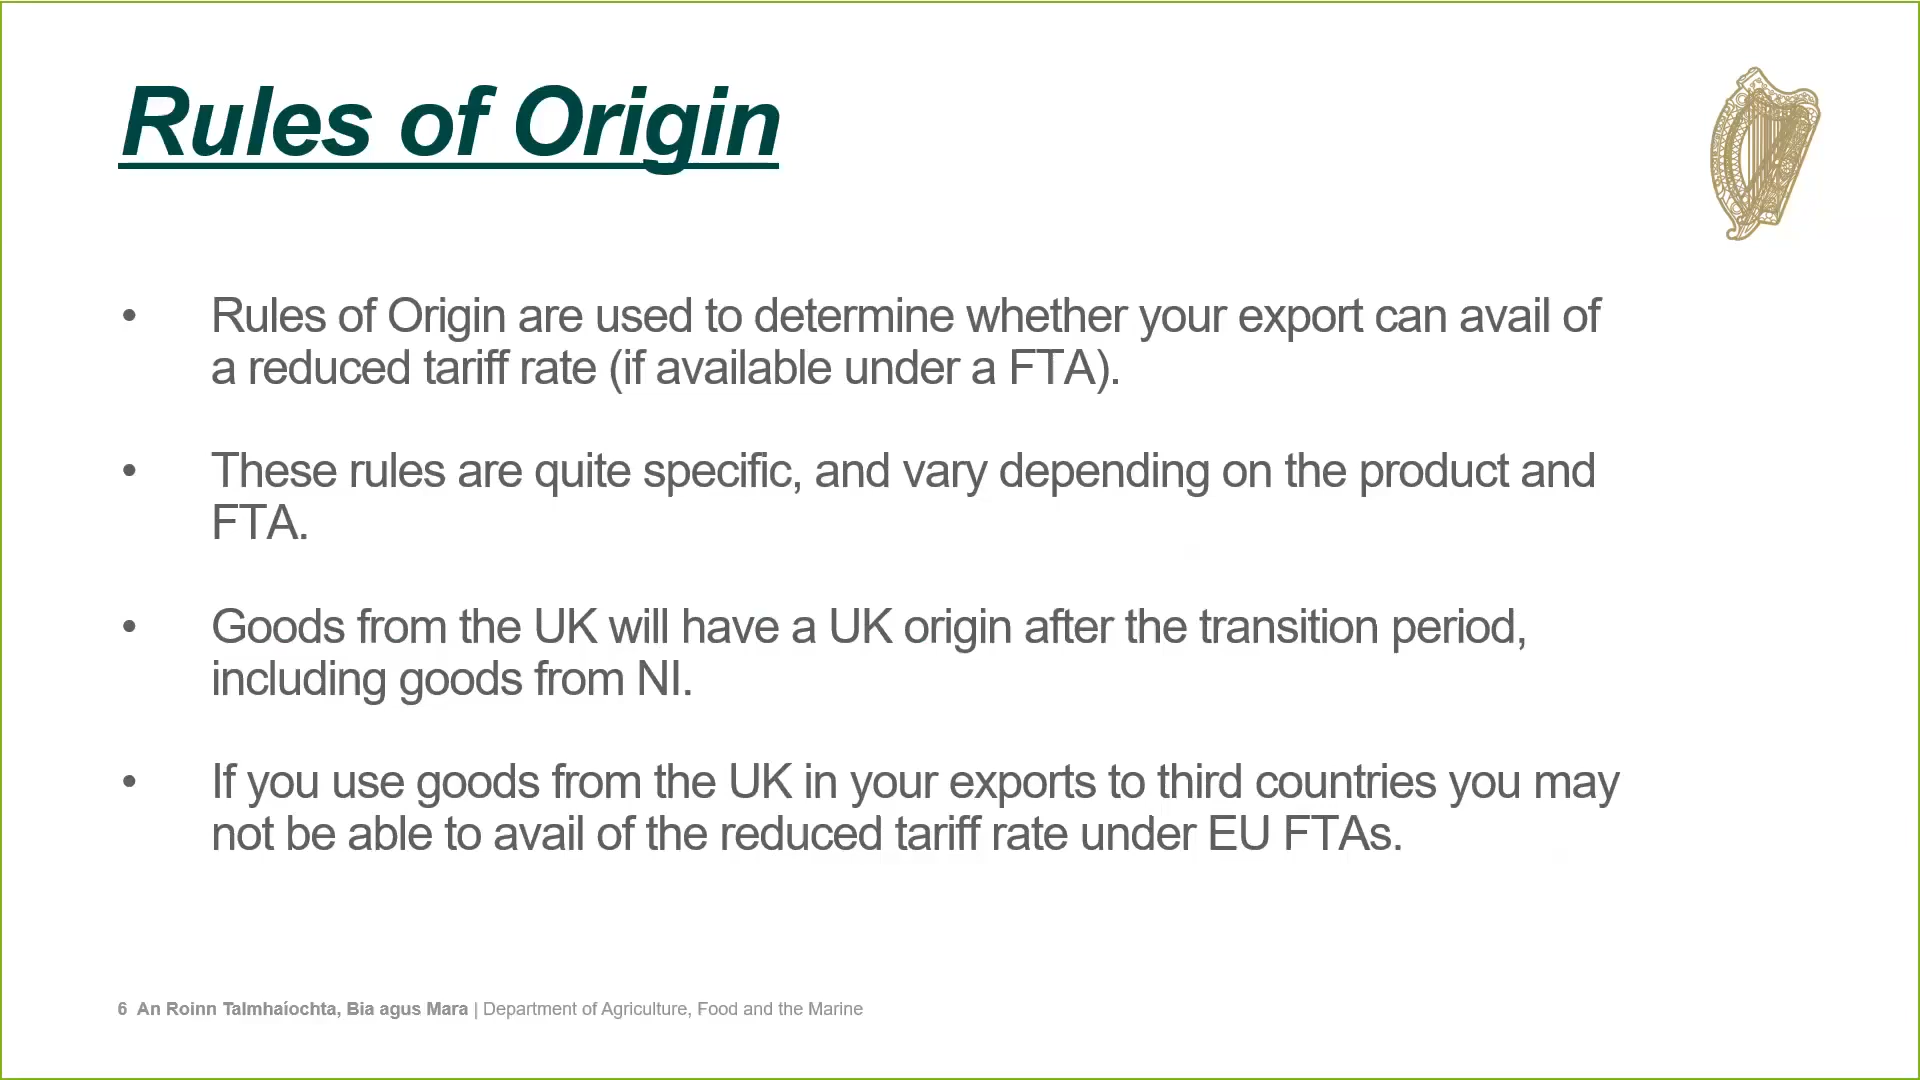 Rules of Origin
• Rules of Origin are used to determine whether your export can avail of
a reduced tariff rate (if available under a FTA).
• These rules are quite specific, and vary depending on the product and
FTA.
• Goods from the UK will have a UK origin after the transition period,
including goods from NI.
• If you use goods from the UK in your exports to third countries you may
not be able to avail of the reduced tariff rate under EU FTAs.
6 An Roinn Talmhaíochta, Bia agus Mara | Department of Agriculture, Food and the Marine